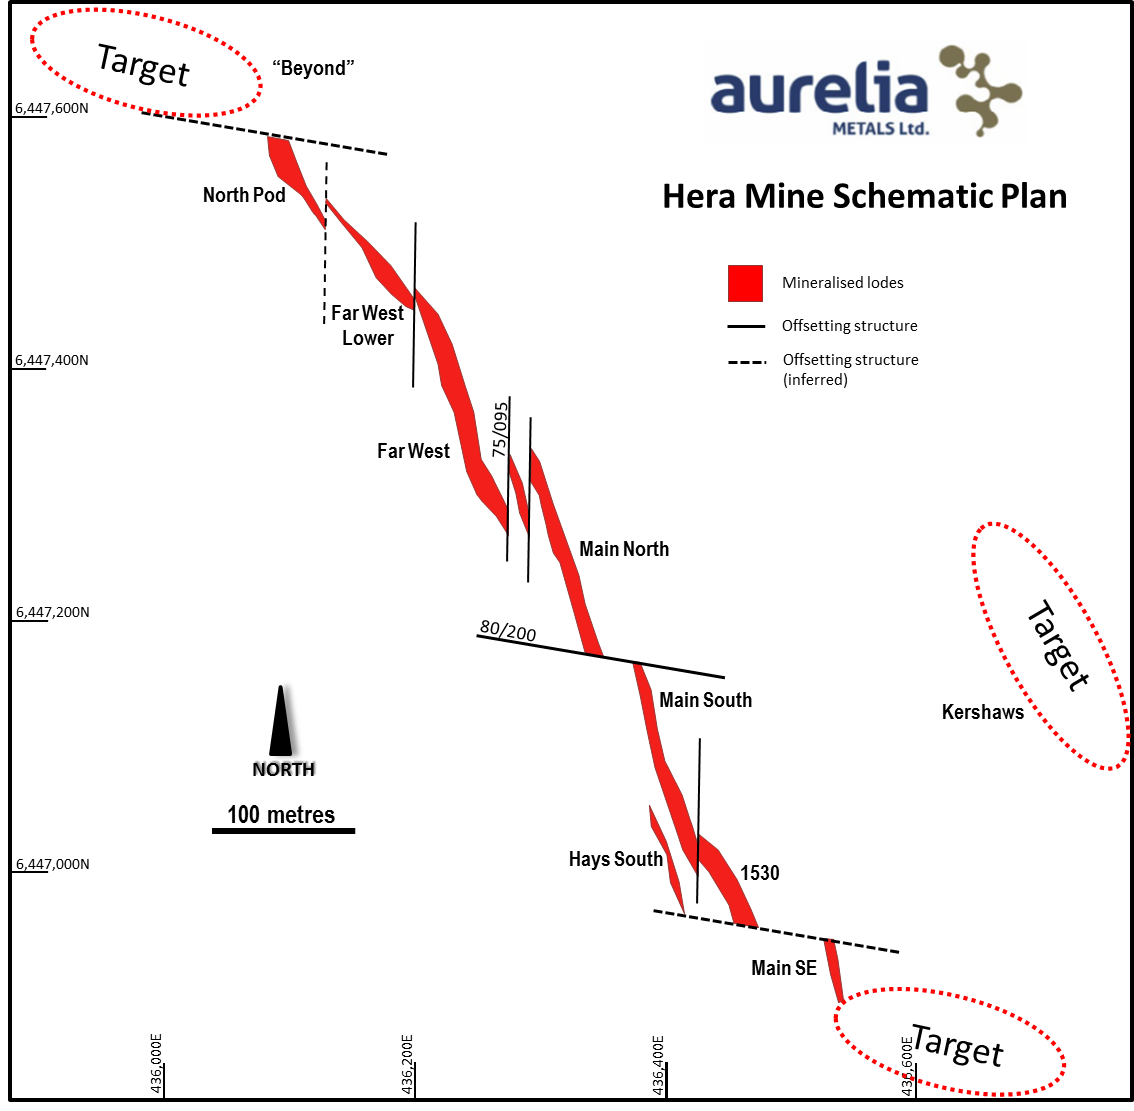 Target
"Beyond"
aurelia
METALS Ltd.
6,447,600N
Hera Mine Schematic Plan
North Pod
Mineralised lodes
Far West
Lower
Offsetting structure
6,447,400N
Offsetting structure
(inferred)
75/095
Far West
Main North
6,447,200N
80/200
Target
Main South
Kershaws
NORTH
100 metres
6,447,000N
Hays South
1530
Main SE
Target
436,000E
436,200E
436,400E
436,600E